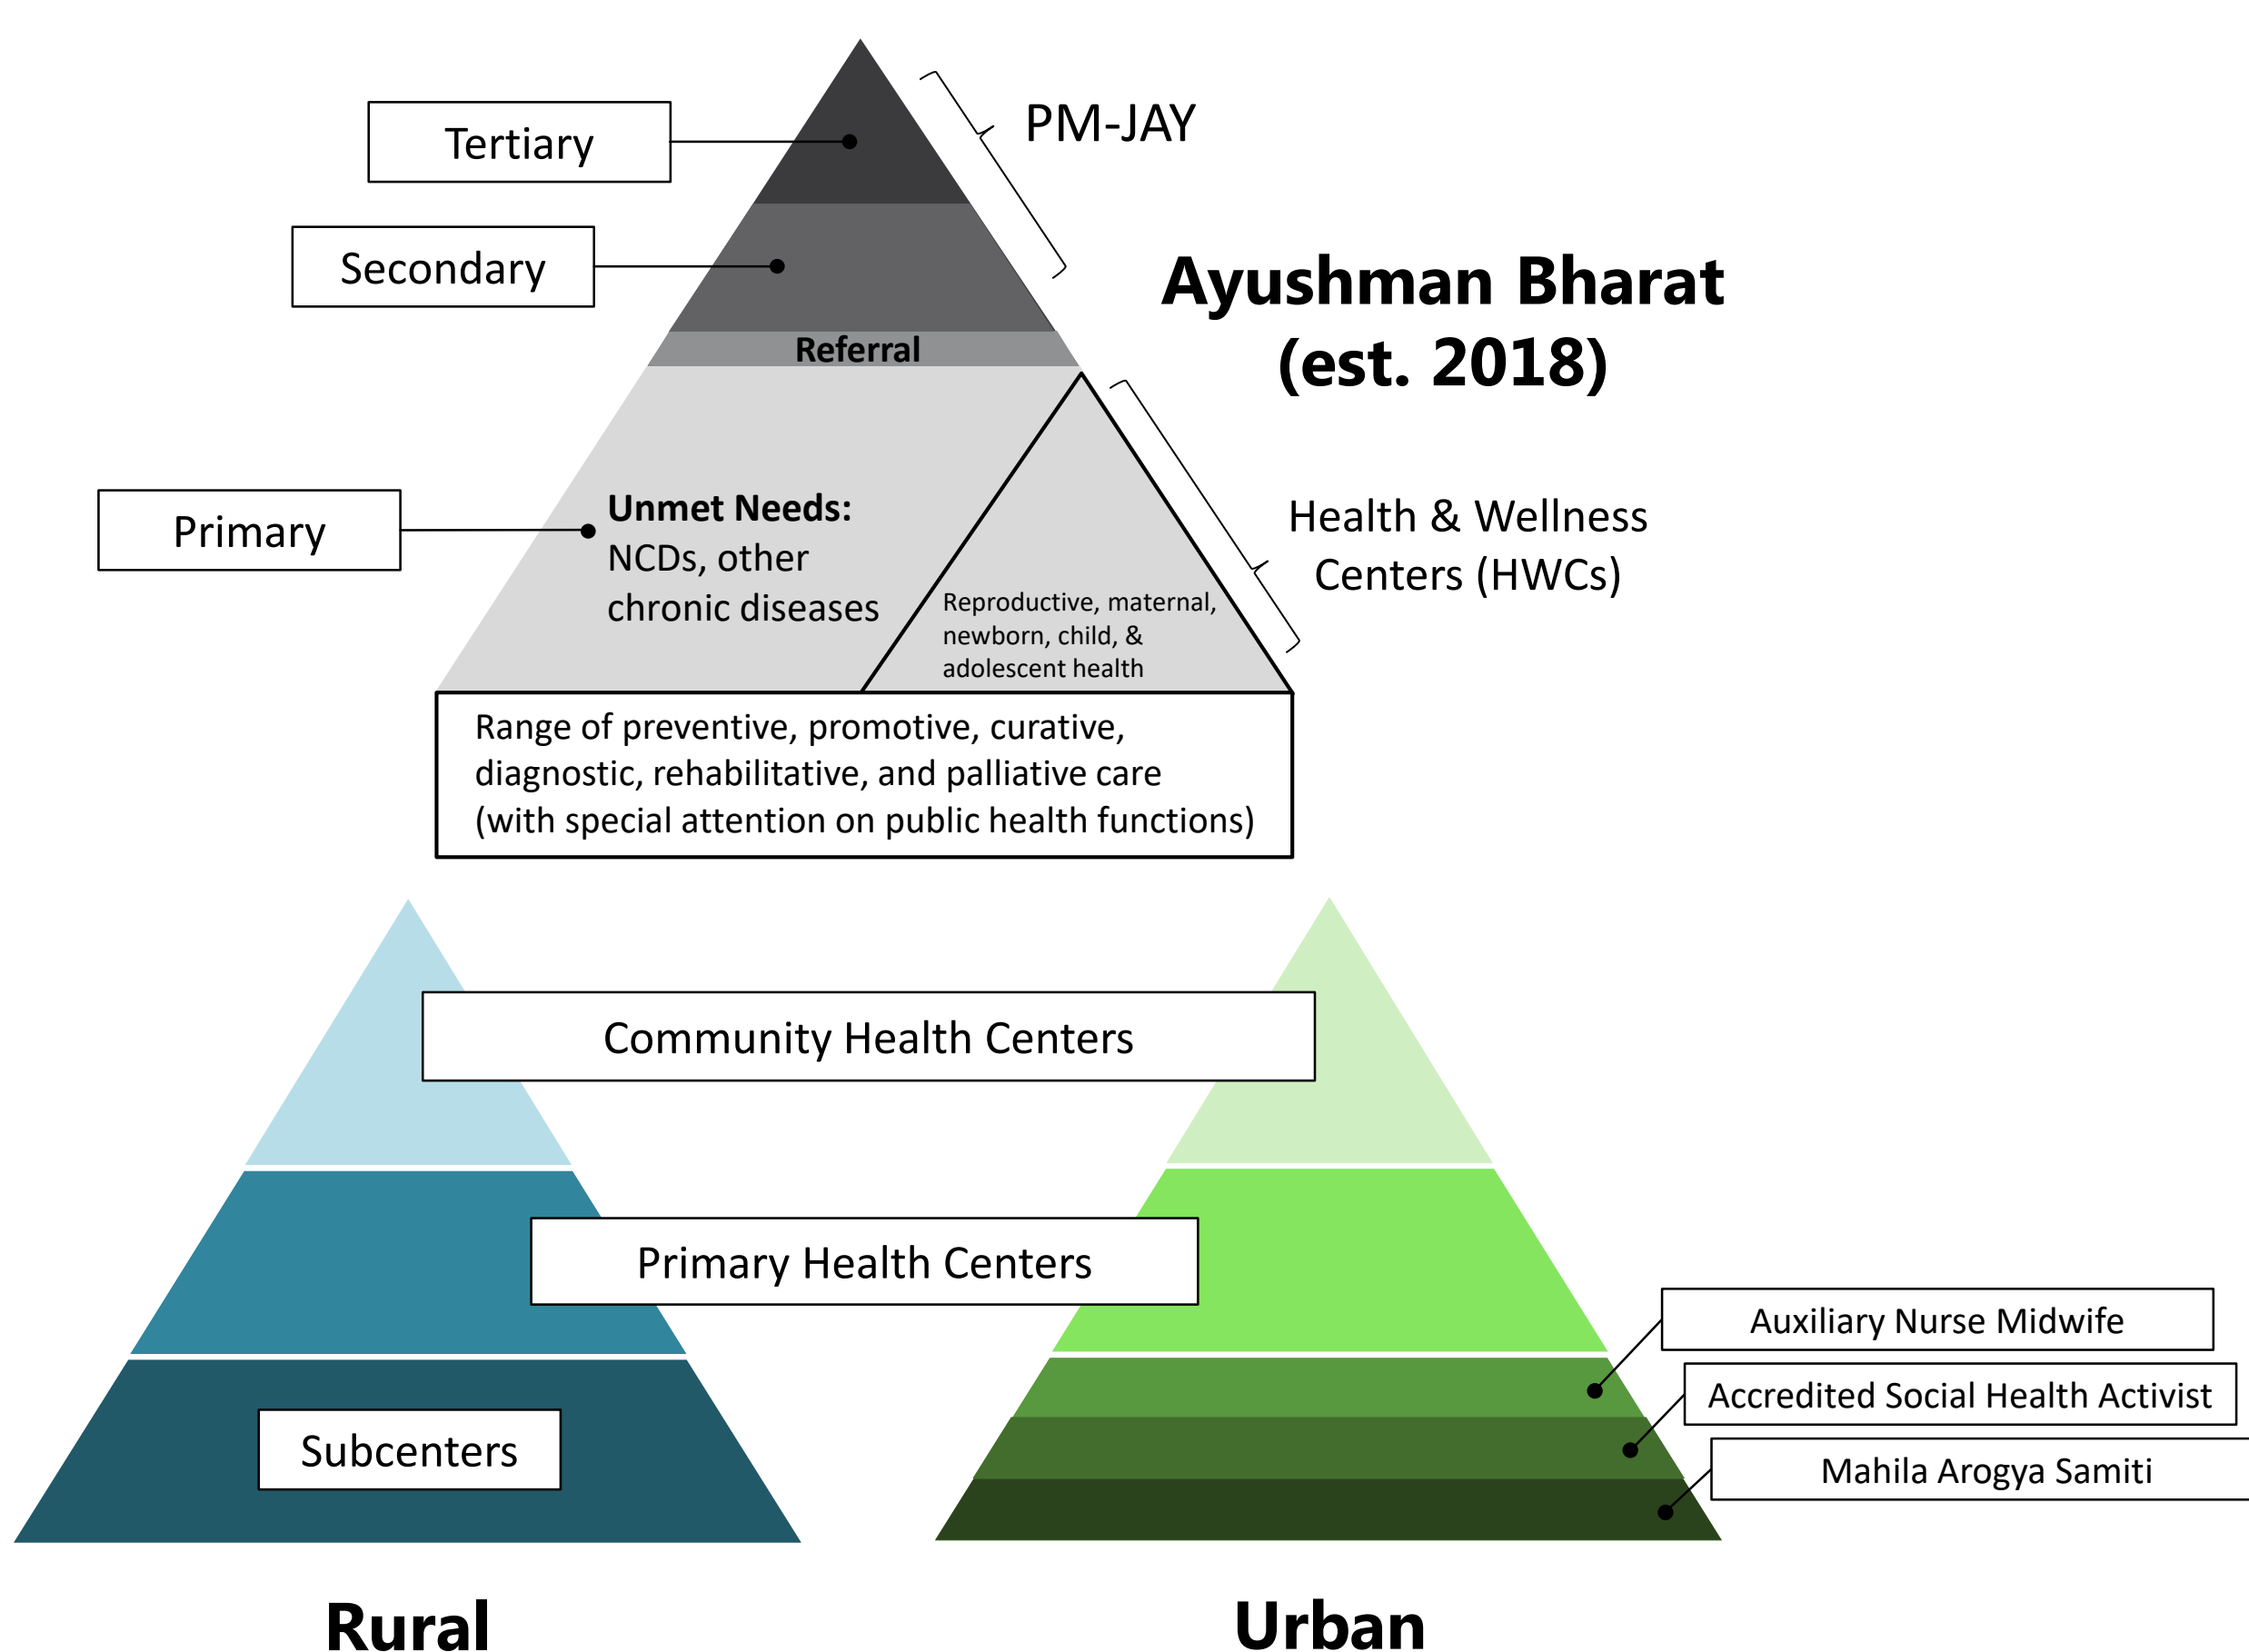 PM-JAY
Tertiary
Secondary
Ayushman Bharat
(est. 2018)
Referral
Primary
Unmet Needs:
NCDs, other
chronic diseases
Health & Wellness
Centers (HWCs)
Reproductive, maternal,
newborn, child, &
adolescent health
Range of preventive, promotive, curative,
diagnostic, rehabilitative, and palliative care
(with special attention on public health functions)
Community Health Centers
Primary Health Centers
Auxiliary Nurse Midwife
Accredited Social Health Activist
Subcenters
Mahila Arogya Samiti
Rural
Urban